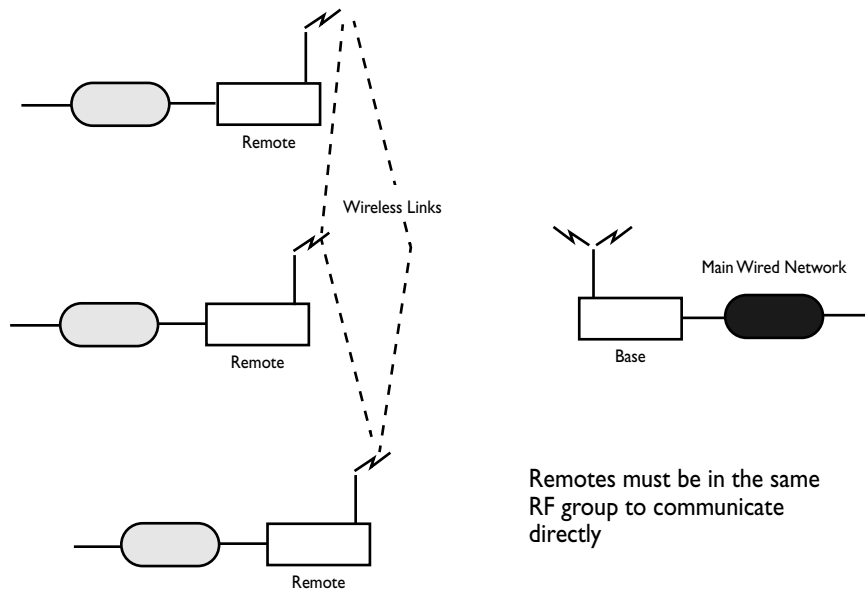 Remote
Wireless Links
Main Wired Network
Remote
Base
Remotes must be in the same
RF group to communicate
directly
Remote